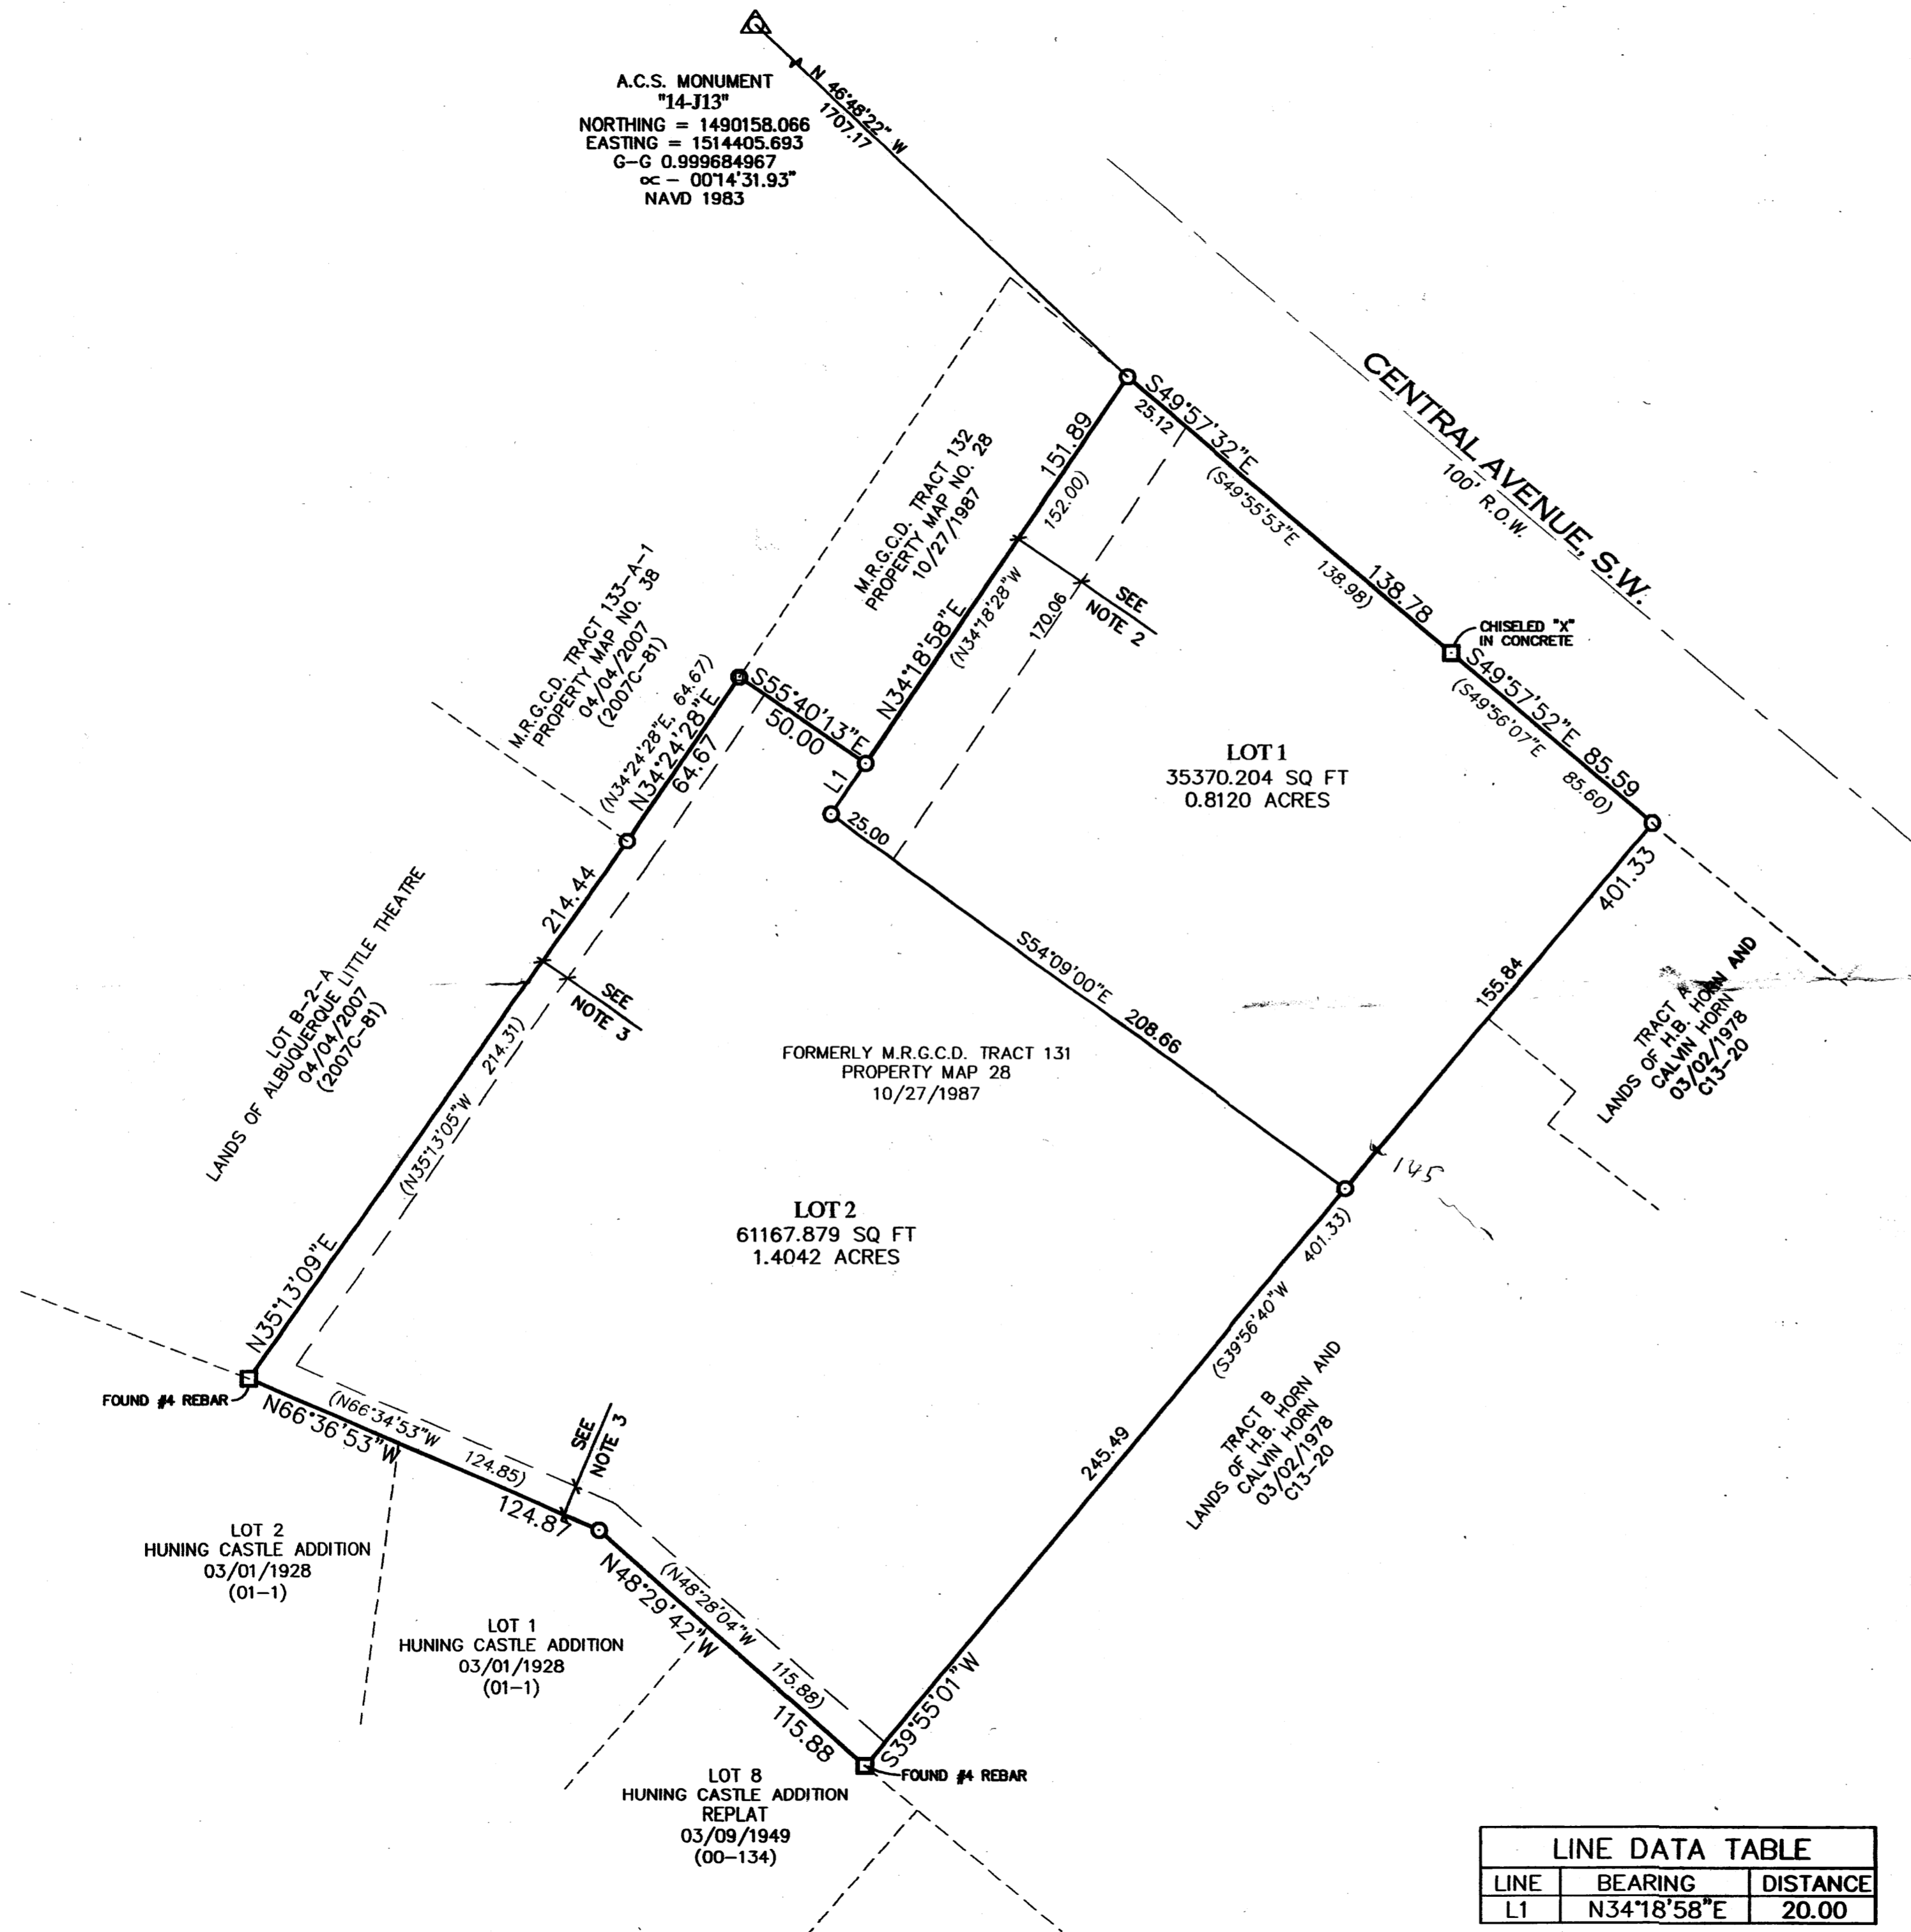 A.C.S. MONUMENT
"14-J13"
NORTHING = 1490158.066
EASTING = 1514405.693
G-G 0.999684967
∝ - 00°14'31.93"
NAVD 1983
N 46°48'22" W
1707.17
CENTRAL AVENUE, S.W.
100' R.O.W.
S49°57'32"E
25.12
(S49°55'53"E
138.98)
138.78
CHISELED "X"
IN CONCRETE
S49°57'52"E 85.59
(S49°56'07"E 85.60)
M.R.G.C.D. TRACT 132
PROPERTY MAP NO. 28
10/27/1987
151.89
(152.00)
N34°18'58"E
(N34°18'28"W
170.06
SEE
NOTE 2
M.R.G.C.D. TRACT 133-A-1
PROPERTY MAP NO. 38
04/04/2007
(2007C-81)
(N34°24'28"E, 64.67)
N34°24'28"E
64.67
S55°40'13"E
50.00
L1
25.00
LOT 1
35370.204 SQ FT
0.8120 ACRES
401.33
155.84
TRACT A
LANDS OF H.B. HORN AND
CALVIN HORN
03/02/1978
C13-20
S54°09'00"E
208.66
145
214.44
SEE
NOTE 3
LOT B-2-A
LANDS OF ALBUQUERQUE LITTLE THEATRE
04/04/2007
(2007C-81)
214.31)
(N35°13'05"W
N35°13'09"E
FORMERLY M.R.G.C.D. TRACT 131
PROPERTY MAP 28
10/27/1987
LOT 2
61167.879 SQ FT
1.4042 ACRES
401.33)
(S39°56'40"W
245.49
S39°55'01"W
TRACT B
LANDS OF H.B. HORN AND
CALVIN HORN
03/02/1978
C13-20
FOUND #4 REBAR
(N66°34'53"W
124.85)
N66°36'53"W
124.87
SEE
NOTE 3
(N48°28'04"W
115.88)
N48°29'42"W
115.88
FOUND #4 REBAR
LOT 2
HUNING CASTLE ADDITION
03/01/1928
(01-1)
LOT 1
HUNING CASTLE ADDITION
03/01/1928
(01-1)
LOT 8
HUNING CASTLE ADDITION
REPLAT
03/09/1949
(00-134)
LINE DATA TABLE
LINE BEARING DISTANCE
L1 N34°18'58"E 20.00